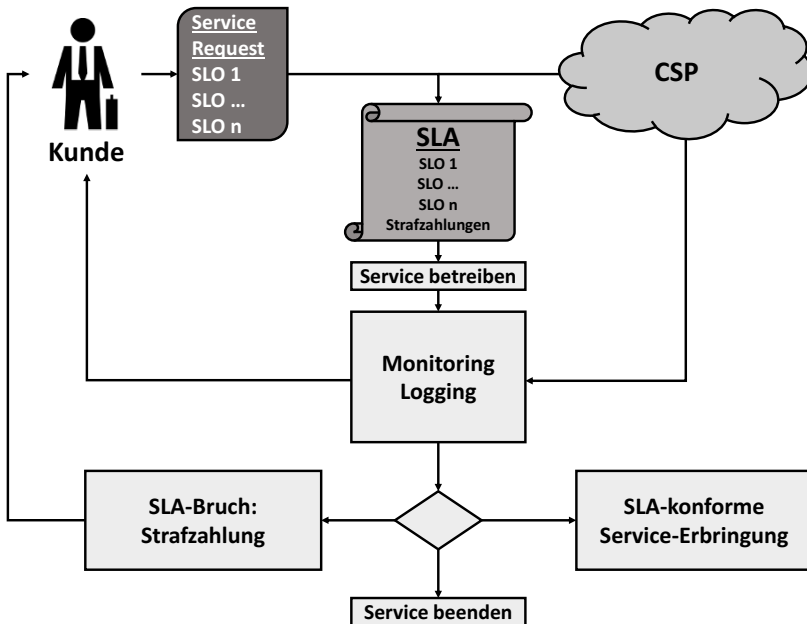 Service
Request
SLO 1
SLO ...
SLO n
Kunde
CSP
SLA
SLO 1
SLO ...
SLO n
Strafzahlungen
Service betreiben
Monitoring
Logging
SLA-Bruch:
Strafzahlung
SLA-konforme
Service-Erbringung
Service beenden